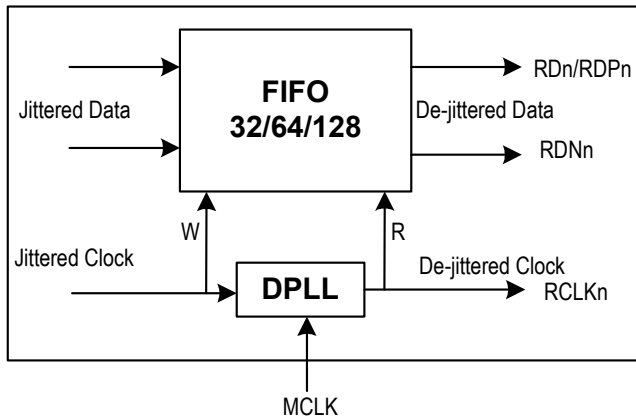 RDn/RDPn
FIFO
32/64/128
Jittered Data
De-jittered Data
RDNn
W
R
Jittered Clock
De-jittered Clock
DPLL
RCLKn
MCLK